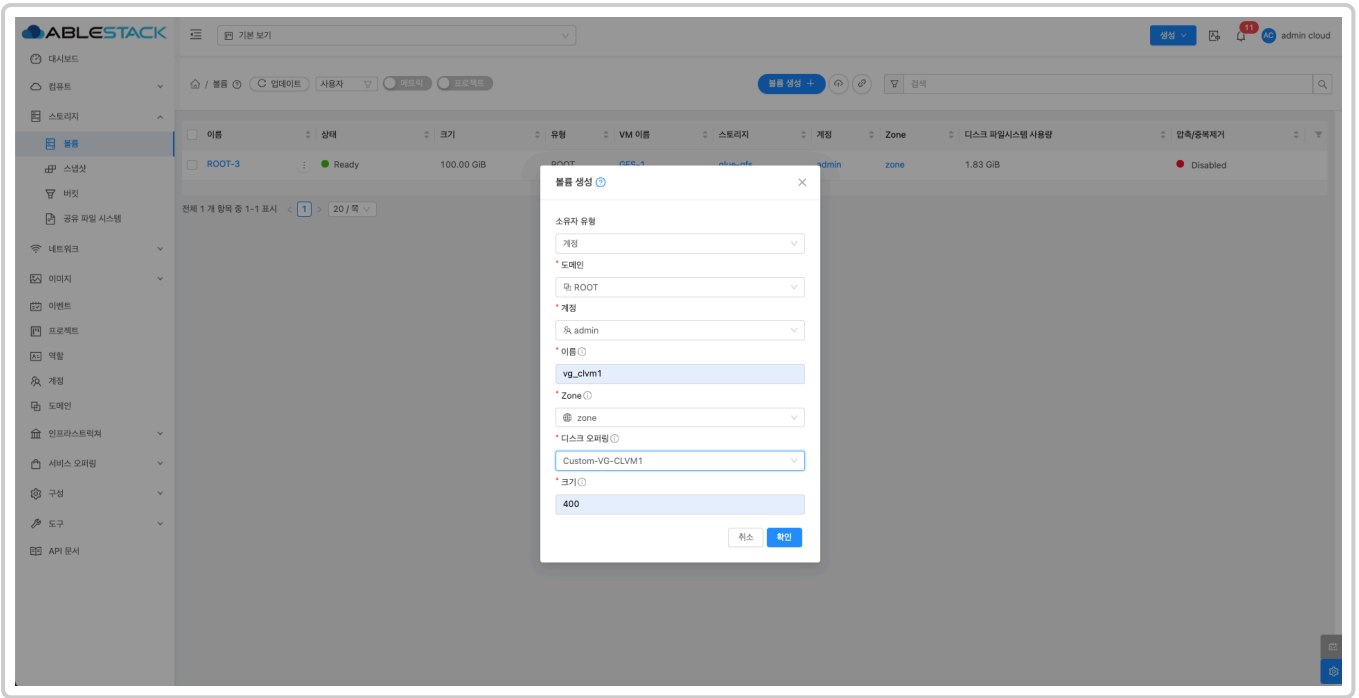 ABLESTACK
기본 보기
생성
11
AC admin cloud
대시보드
컴퓨트
스토리지
볼륨
스냅샷
버킷
공유 파일 시스템
네트워크
이미지
이벤트
프로젝트
역할
계정
도메인
인프라스트럭쳐
서비스 오퍼링
구성
도구
API 문서
/ 볼륨 업데이트 사용자 메트릭 프로젝트
볼륨 생성 + 검색
이름 상태 크기 유형 VM 이름 스토리지 계정 Zone 디스크 파일시스템 사용량 압축/중복제거
ROOT-3 Ready 100.00 GiB ROOT GFS-1 glue-gfs admin zone 1.83 GiB Disabled
전체 1 개 항목 중 1-1 표시 < 1 > 20 / 쪽
볼륨 생성
소유자 유형
계정
* 도메인
ROOT
* 계정
admin
* 이름
vg_clvm1
* Zone
zone
* 디스크 오퍼링
Custom-VG-CLVM1
* 크기
400
취소 확인